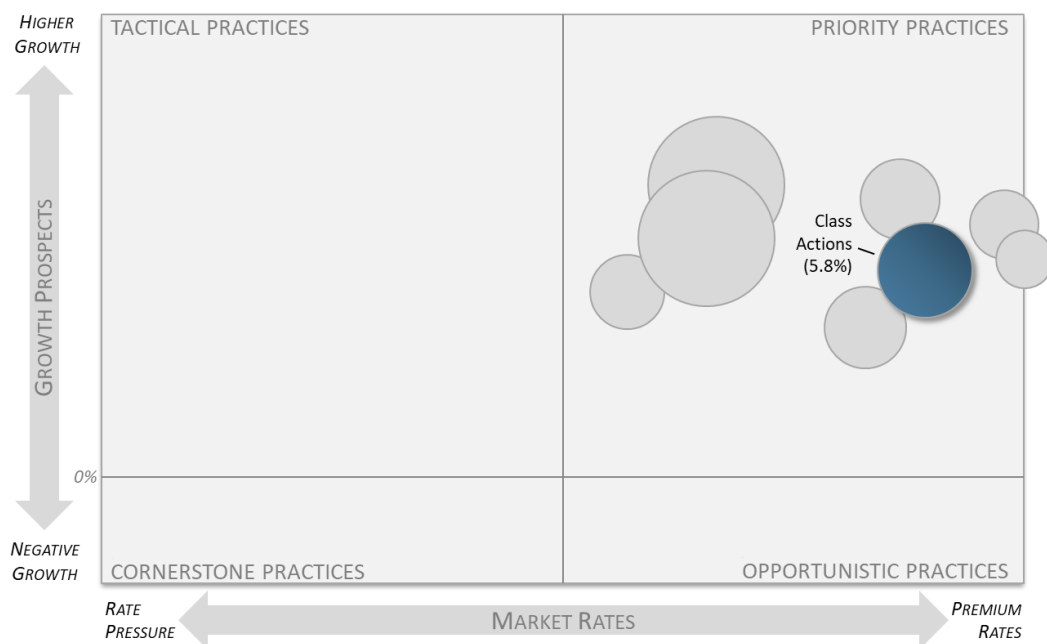 HIGHER
GROWTH
TACTICAL PRACTICES
PRIORITY PRACTICES
GROWTH PROSPECTS
Class
Actions
(5.8%)
0%
NEGATIVE
GROWTH
CORNERSTONE PRACTICES
OPPORTUNISTIC PRACTICES
RATE
PRESSURE
MARKET RATES
PREMIUM
RATES